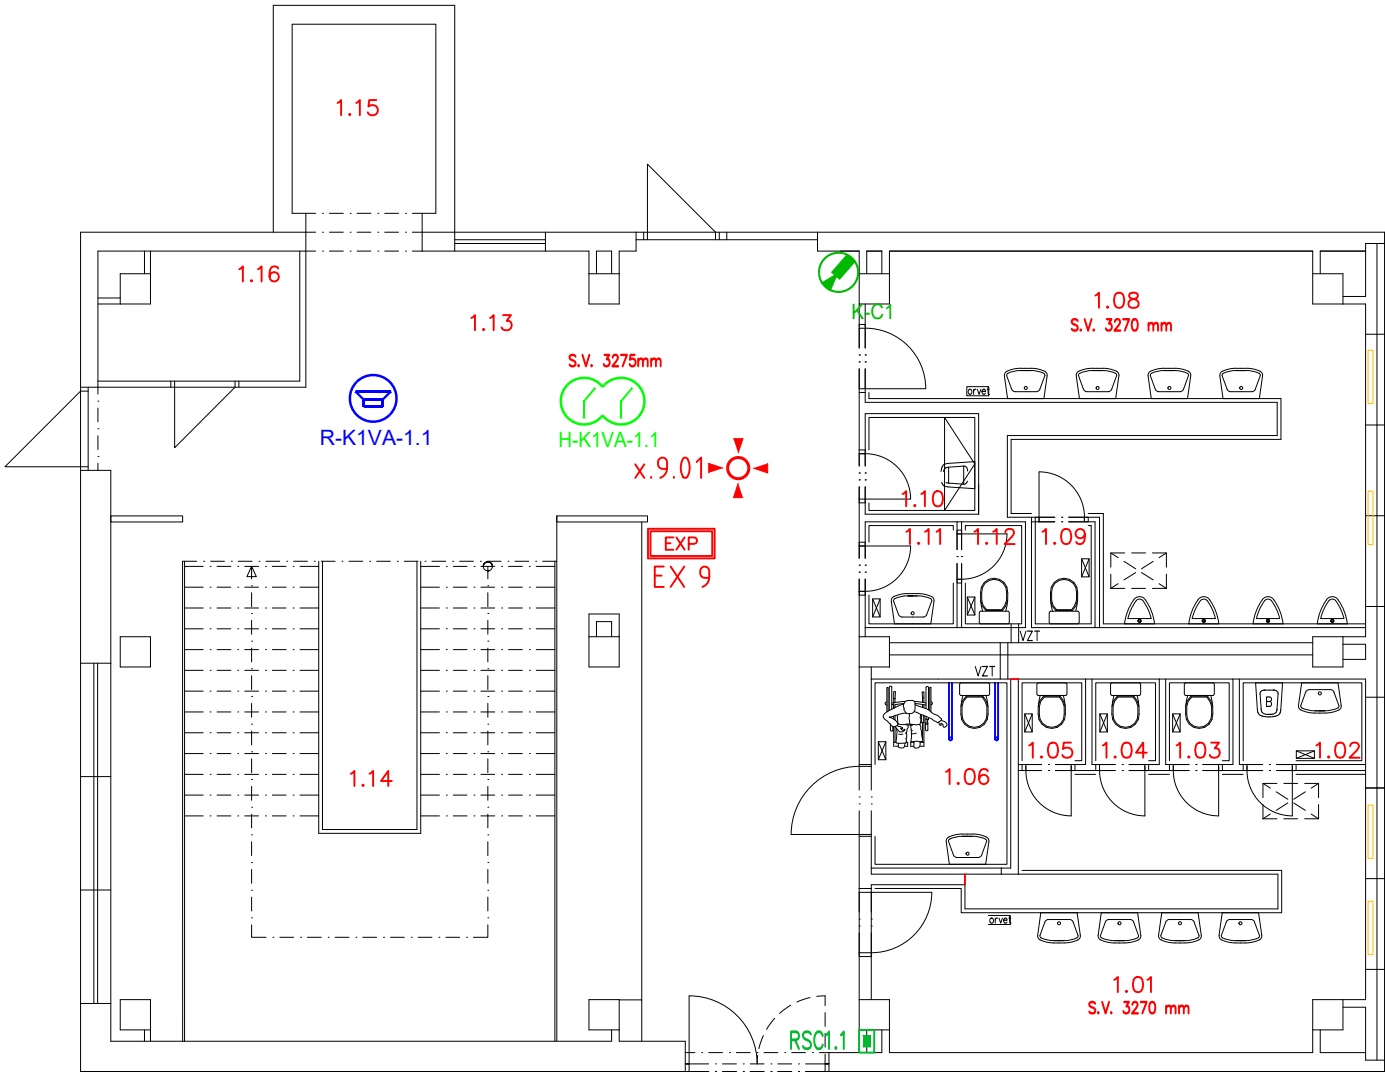 1.15
1.16
1.13
K-C1
1.08
S.V. 3270 mm
S.V. 3275mm
orvet
R-K1VA-1.1
H-K1VA-1.1
x.9.01
1.10
EXP
EX 9
1.11
1.12
1.09
VZT
VZT
B
1.05
1.04
1.03
1.02
1.14
1.06
orvet
1.01
S.V. 3270 mm
RSC1.1